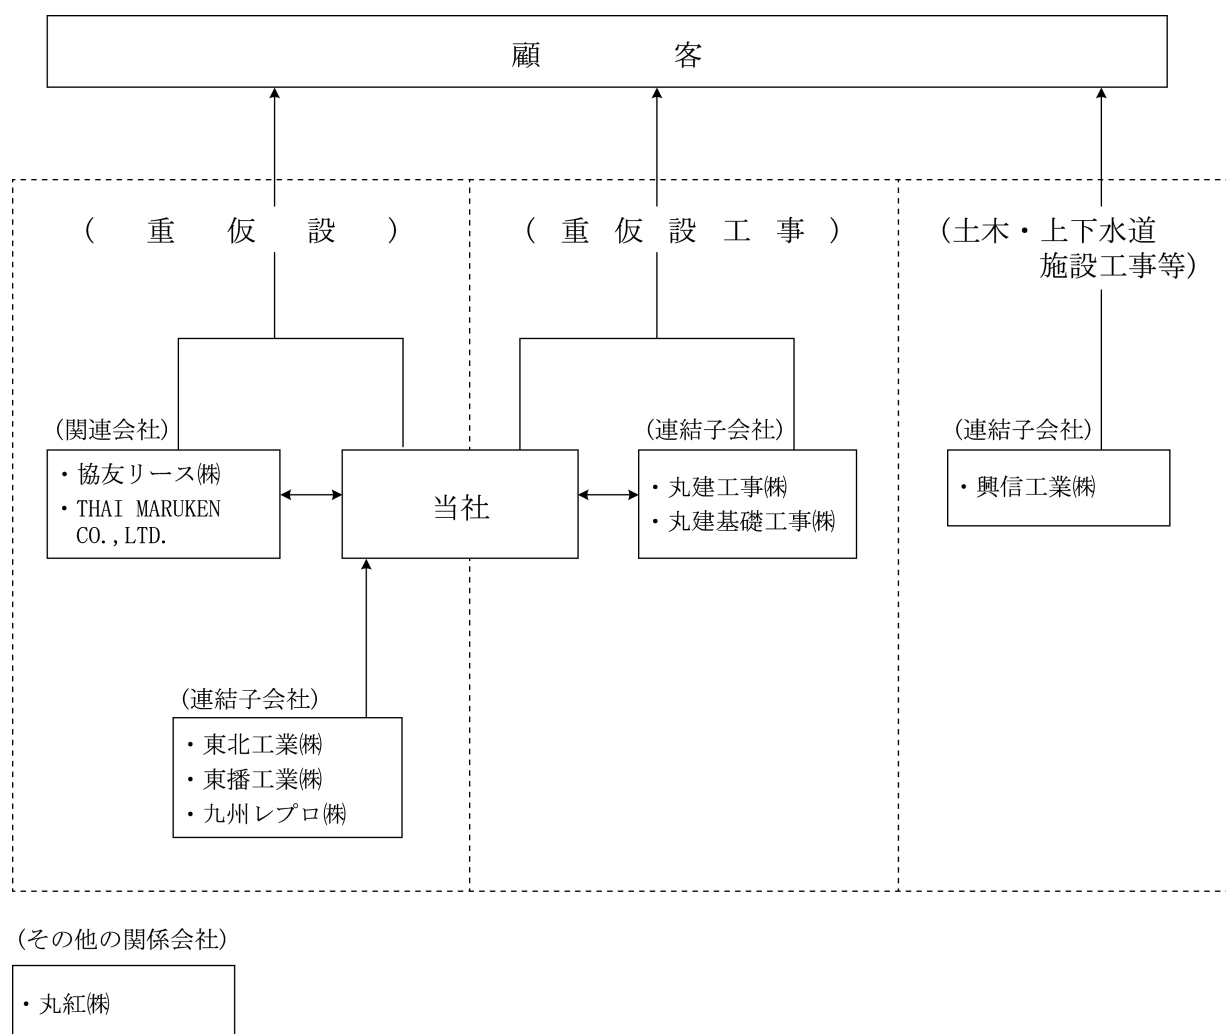 顧客
(重仮設)
(重仮設工事)
(土木・上下水道
施設工事等)
(関連会社)
・協友リース㈱
・THAI MARUKEN
CO.,LTD.
当社
(連結子会社)
・丸建工事㈱
・丸建基礎工事㈱
(連結子会社)
・興信工業㈱
(連結子会社)
・東北工業㈱
・東播工業㈱
・九州レプロ㈱
(その他の関係会社)
・丸紅㈱